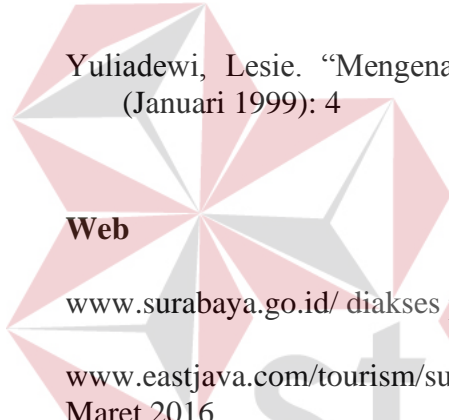 Yuliadewi, Lesie. “Mengena
(Januari 1999): 4
Web
www.surabaya.go.id/ diakses
www.eastjava.com/tourism/su
Maret 2016
st